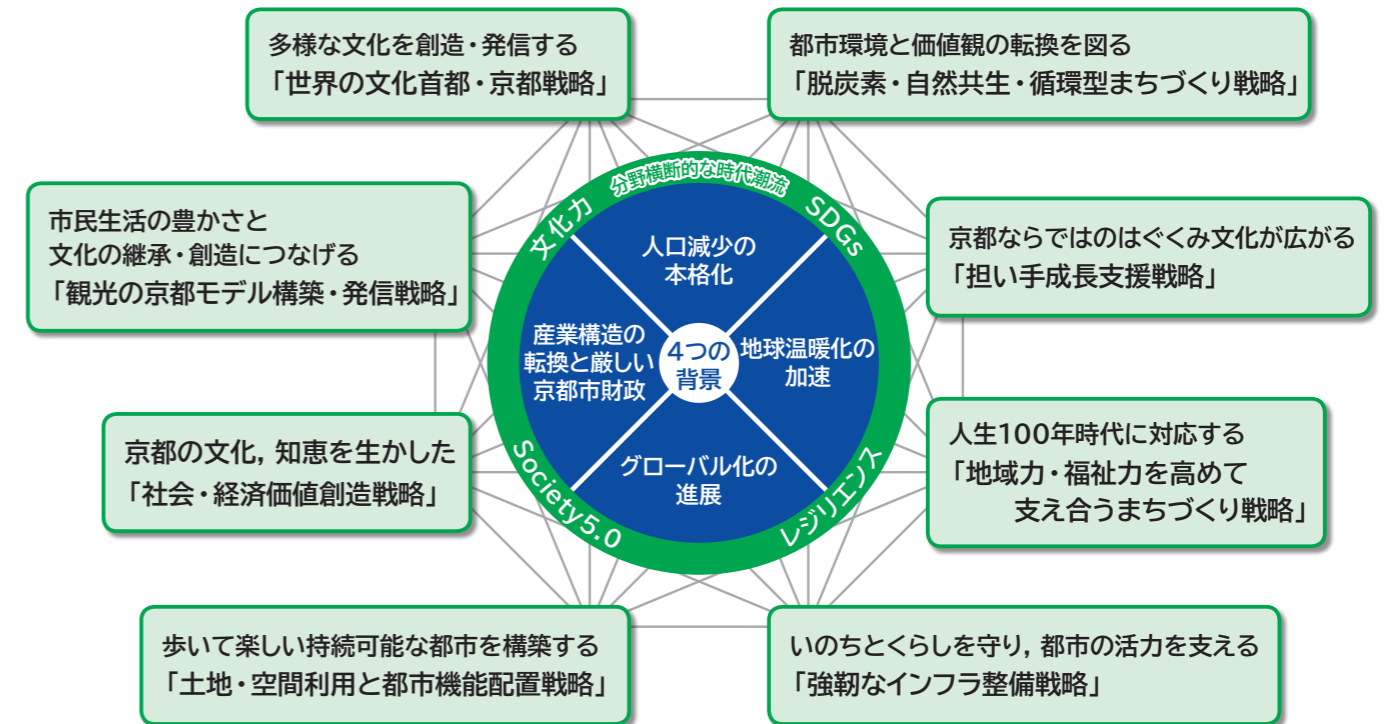 多様な文化を創造・発信する
「世界の文化首都・京都戦略」
都市環境と価値観の転換を図る
「脱炭素・自然共生・循環型まちづくり戦略」
市民生活の豊かさと
文化の継承・創造につなげる
「観光の京都モデル構築・発信戦略」
京都ならではのはぐくみ文化が広がる
「担い手成長支援戦略」
分野横断的な時代潮流
文化力
SDGs
人口減少の
本格化
産業構造の
転換と厳しい
京都市財政
4つの
背景
地球温暖化の
加速
グローバル化の
進展
Society5.0
レジリエンス
京都の文化,知恵を生かした
「社会・経済価値創造戦略」
人生100年時代に対応する
「地域力・福祉力を高めて
支え合うまちづくり戦略」
歩いて楽しい持続可能な都市を構築する
「土地・空間利用と都市機能配置戦略」
いのちとくらしを守り,都市の活力を支える
「強靭なインフラ整備戦略」